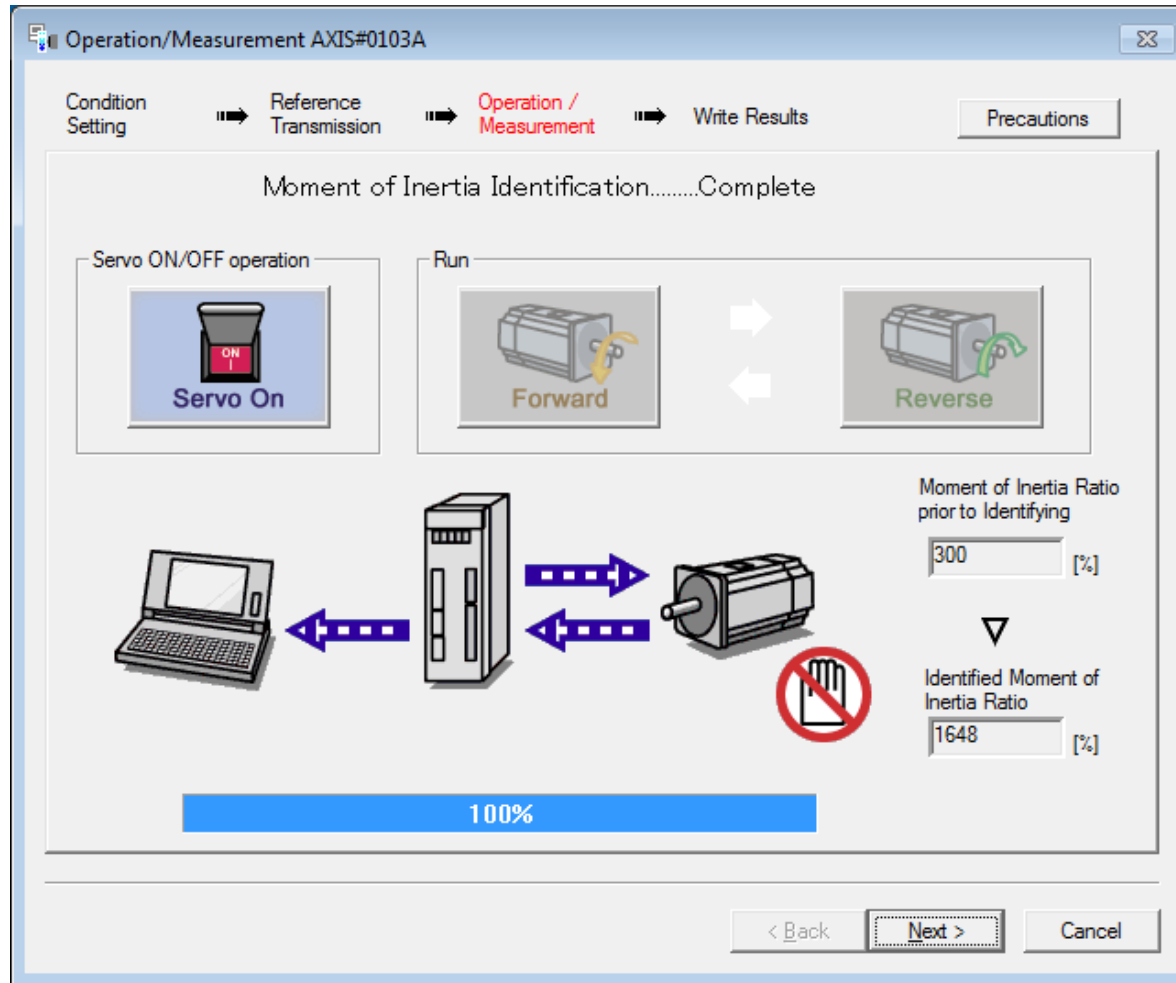 Operation/Measurement AXIS#0103A
Condition
Setting
Reference
Transmission
Operation /
Measurement
Write Results
Precautions
Moment of Inertia Identification........Complete
Servo ON/OFF operation
Run
ON
I
Servo On
Forward
Reverse
Moment of Inertia Ratio
prior to Identifying
300 [%]
Identified Moment of
Inertia Ratio
1648 [%]
100%
< Back
Next >
Cancel